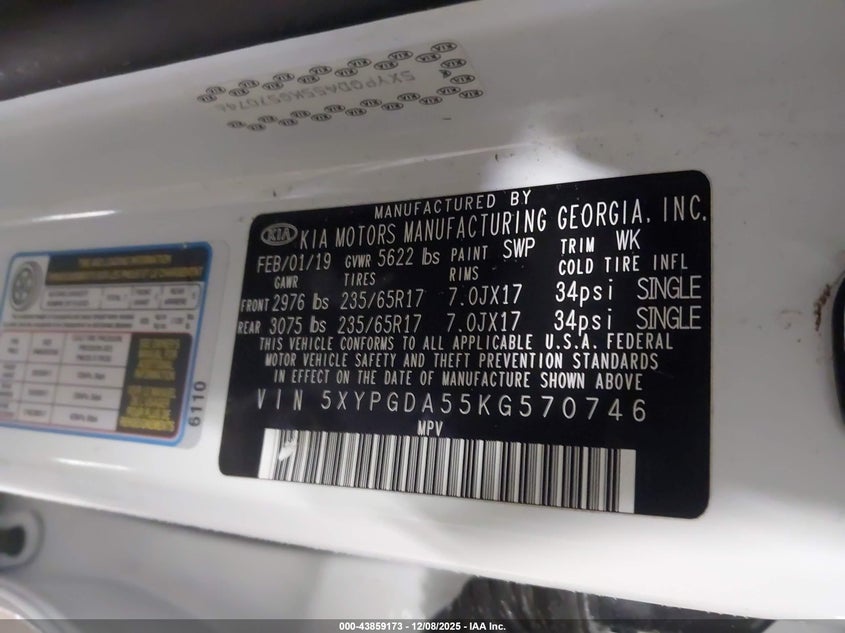 5XYPGDA55KG570746
MANUFACTURED BY
KIA KIA MOTORS MANUFACTURING GEORGIA, INC.
FEB/01/19 GVWR 5622 lbs PAINT SWP TRIM WK
GAWR TIRES RIMS COLD TIRE INFL
FRONT 2976 lbs 235/65R17 7.0JX17 34psi SINGLE
REAR 3075 lbs 235/65R17 7.0JX17 34psi SINGLE
THIS VEHICLE CONFORMS TO ALL APPLICABLE U.S.A. FEDERAL
MOTOR VEHICLE SAFETY AND THEFT PREVENTION STANDARDS
IN EFFECT ON THE DATE OF MANUFACTURE SHOWN ABOVE
VIN 5XYPGDA55KG570746
MPV
6110
000-43859173 - 12/08/2025 - IAA Inc.